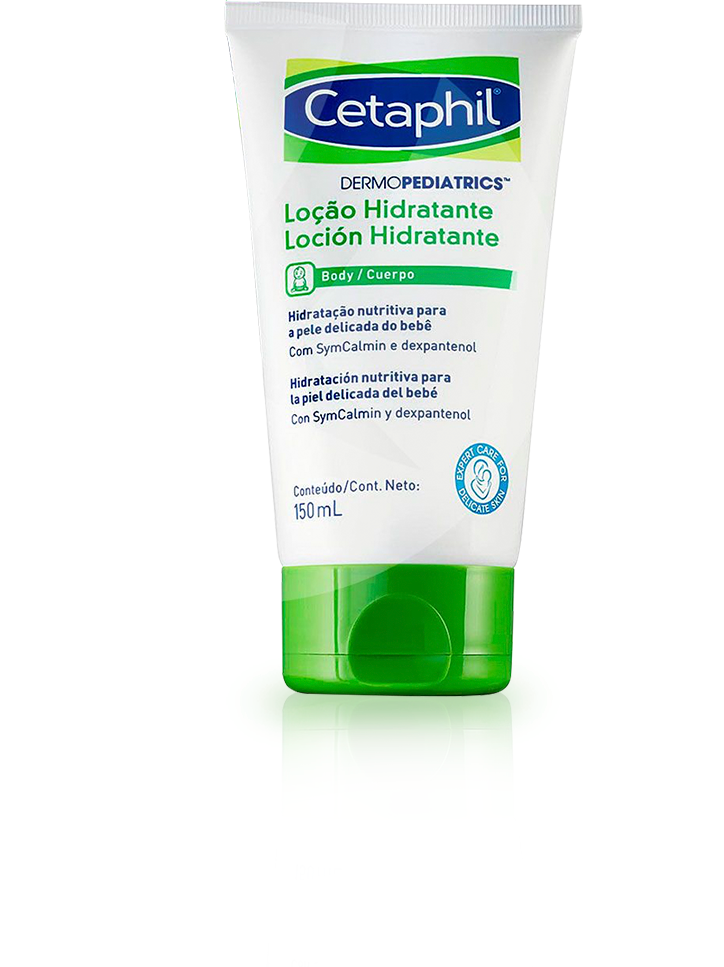 Cetaphil®
DERMOPEDIATRICS™
Loção Hidratante
Loción Hidratante
Body / Cuerpo
Hidratação nutritiva para
a pele delicada do bebê
Com SymCalmin e dexpantenol
Hidratación nutritiva para
la piel delicada del bebé
Con SymCalmin y dexpantenol
EXPERT CARE FOR
DELICATE SKIN
Conteúdo/Cont. Neto:
150 mL